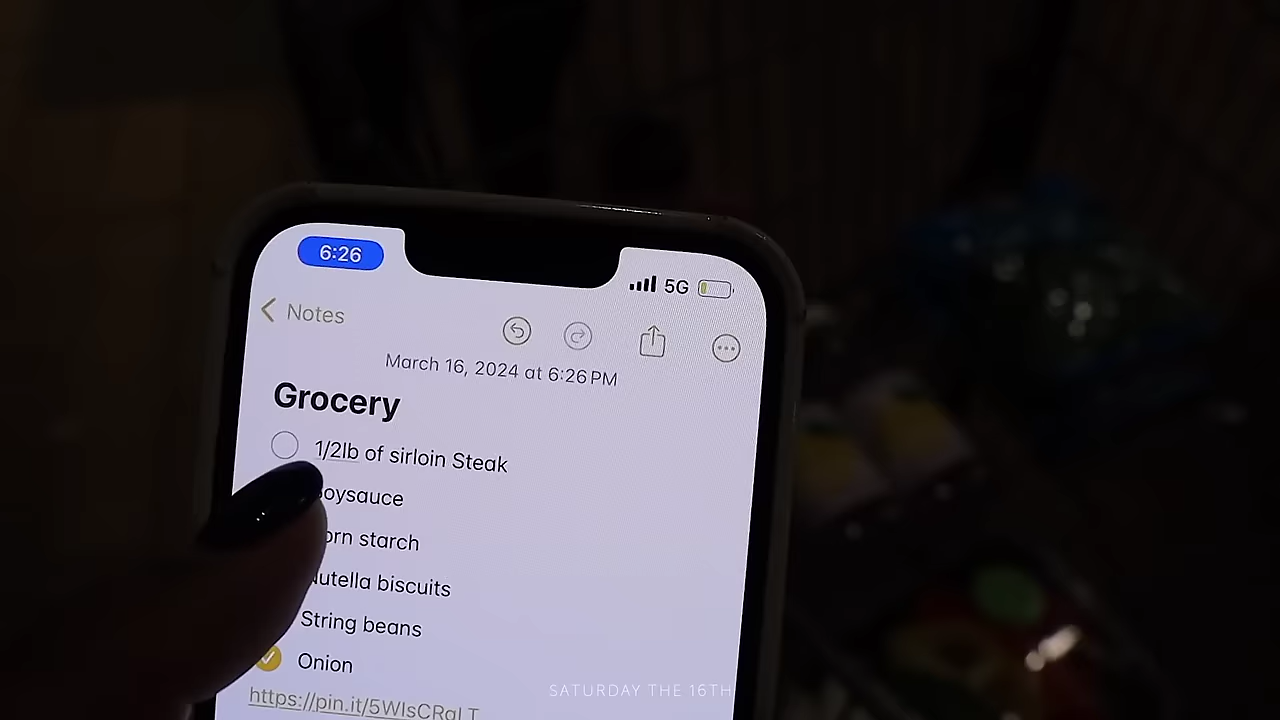 6:26
5G
Notes
March 16, 2024 at 6:26 PM
Grocery
1/2lb of sirloin Steak
oysauce
orn starch
utella biscuits
String beans
Onion
https://pin.it/5WIsCRqLT
SATURDAY THE 16TH